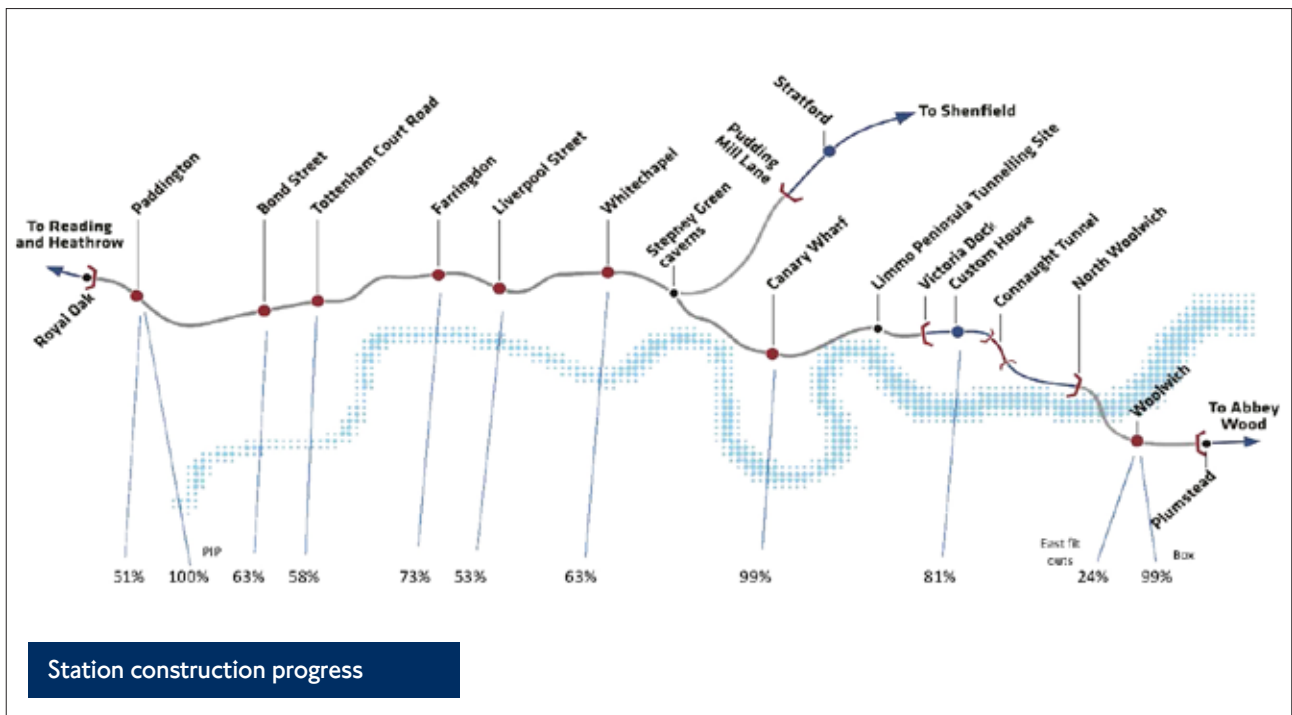 To Reading
and Heathrow
Royal Oak
Paddington
Bond Street
Tottenham Court Road
Farringdon
Liverpool Street
Whitechapel
Stepney Green
caverns
Pudding
Mill Lane
Stratford
To Shenfield
Canary Wharf
Limmo Peninsula Tunnelling Site
Victoria Dock
Custom House
Connaught Tunnel
North Woolwich
Woolwich
To Abbey
Wood
Plumstead
51%
100%
PIP
63%
58%
73%
53%
63%
99%
81%
East fit
outs
24%
Box
99%
Station construction progress